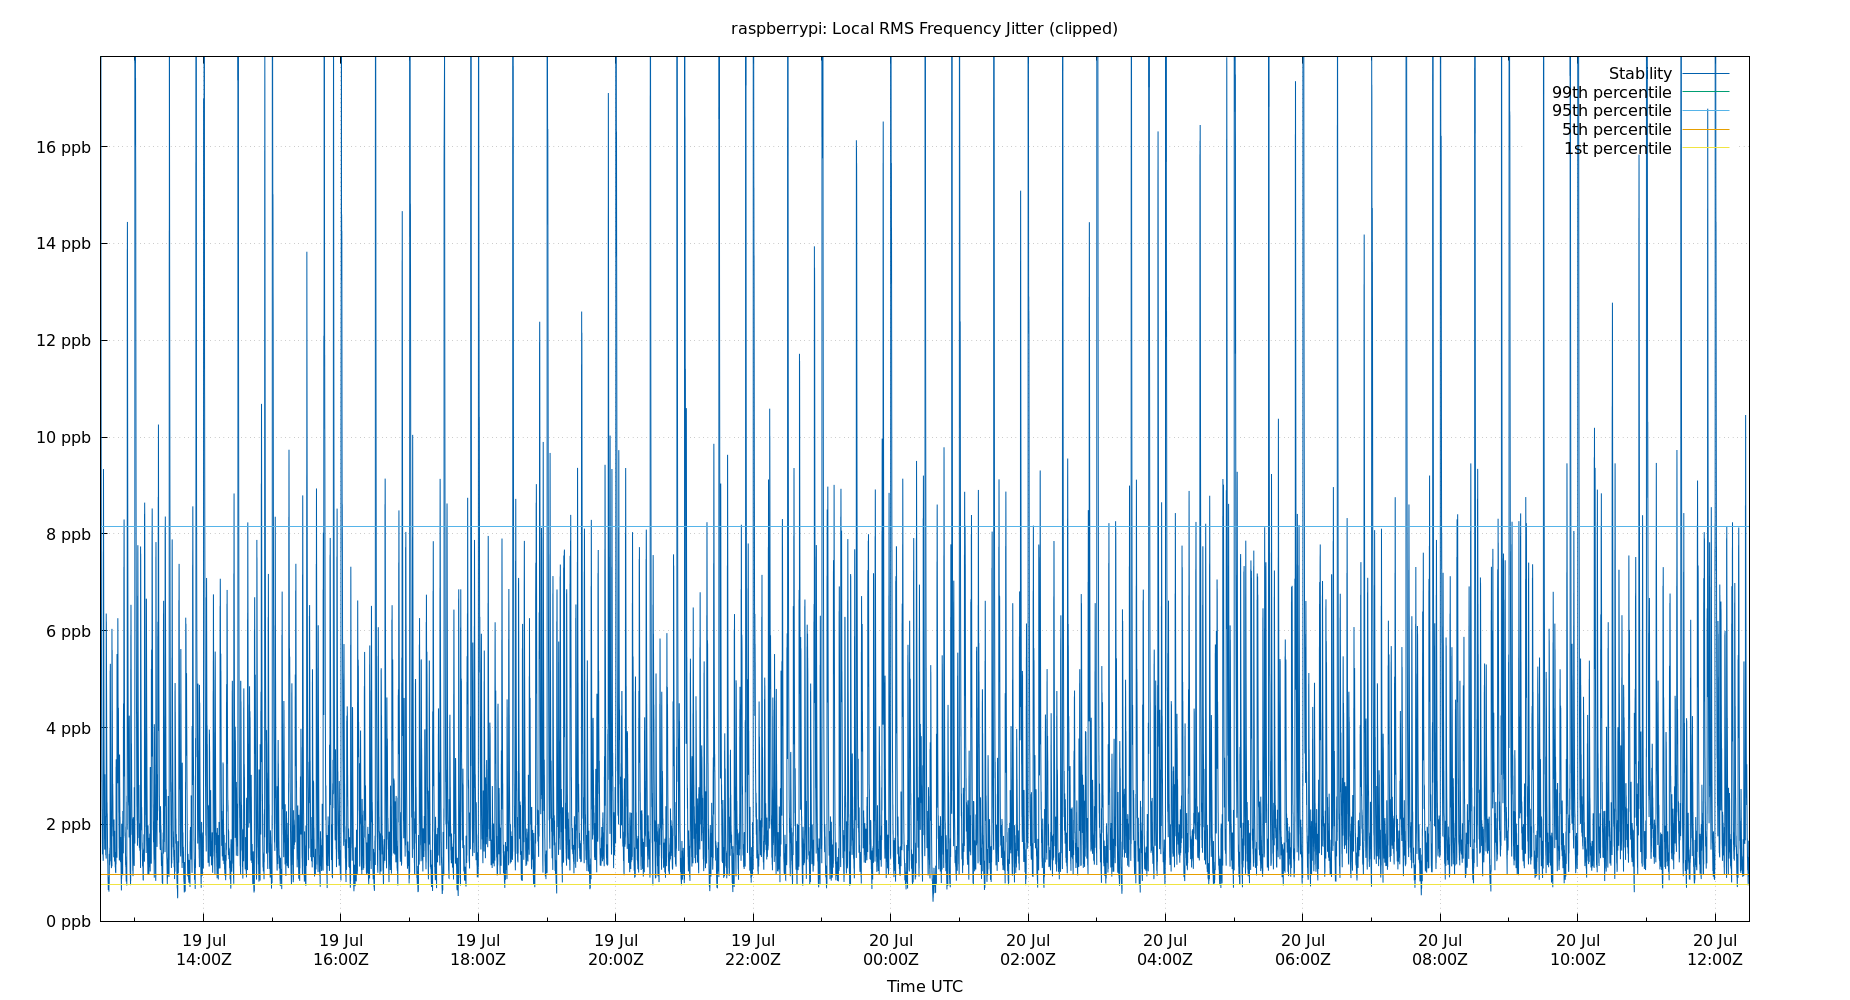 raspberrypi: Local RMS Frequency Jitter (clipped)
Stability
99th percentile
95th percentile
5th percentile
1st percentile
16 ppb
14 ppb
12 ppb
10 ppb
8 ppb
6 ppb
4 ppb
2 ppb
0 ppb
19 Jul 19 Jul 19 Jul 19 Jul 19 Jul 20 Jul 20 Jul 20 Jul 20 Jul 20 Jul 20 Jul 20 Jul
14:00Z 16:00Z 18:00Z 20:00Z 22:00Z 00:00Z 02:00Z 04:00Z 06:00Z 08:00Z 10:00Z 12:00Z
Time UTC